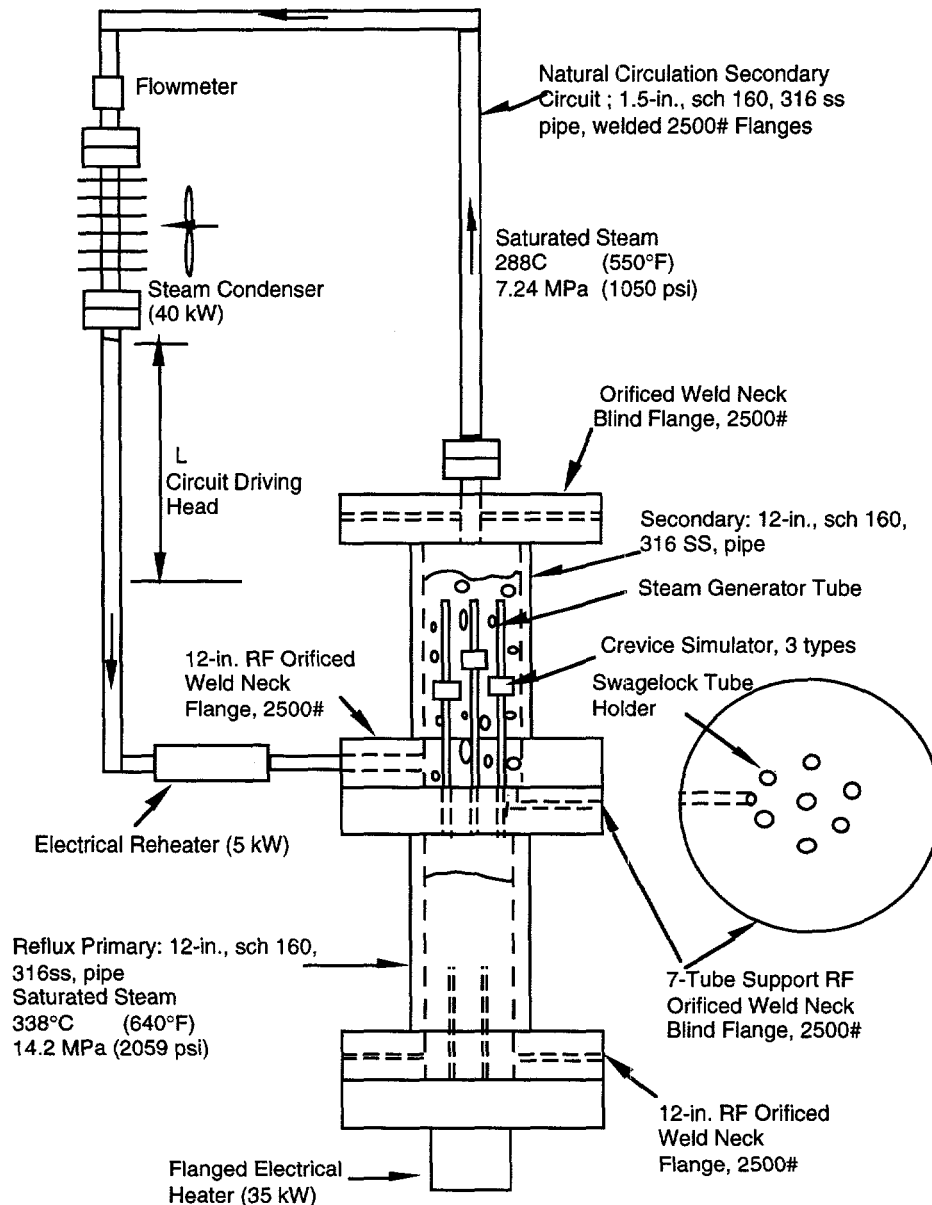 Flowmeter
Natural Circulation Secondary
Circuit ; 1.5-in., sch 160, 316 ss
pipe, welded 2500# Flanges
Saturated Steam
288C (550°F)
7.24 MPa (1050 psi)
Steam Condenser
(40 kW)
L
Circuit Driving
Head
Orificed Weld Neck
Blind Flange, 2500#
Secondary: 12-in., sch 160,
316 SS, pipe
Steam Generator Tube
Crevice Simulator, 3 types
Swagelock Tube
Holder
12-in. RF Orificed
Weld Neck
Flange, 2500#
Electrical Reheater (5 kW)
Reflux Primary: 12-in., sch 160,
316ss, pipe
Saturated Steam
338°C (640°F)
14.2 MPa (2059 psi)
7-Tube Support RF
Orificed Weld Neck
Blind Flange, 2500#
12-in. RF Orificed
Weld Neck
Flange, 2500#
Flanged Electrical
Heater (35 kW)